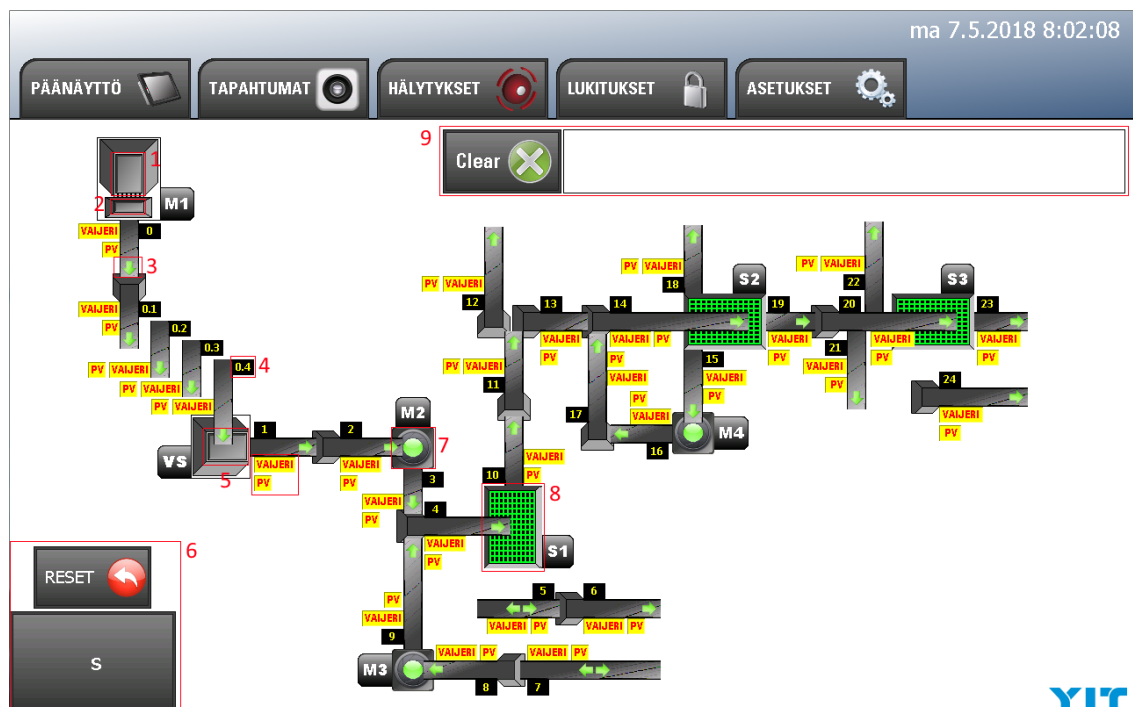 ma 7.5.2018 8:02:08
PÄÄNÄYTTÖ TAPAHTUMAT HÄLYTYKSET LUKITUKSET ASETUKSET
9 Clear
1
2 M1
VAIJERI 0
PV
3
VAIJERI 0.1
PV
0.2
PV VAIJERI
0.3
PV VAIJERI
0.4 4
PV VAIJERI
VS
5
1 2
VAIJERI VAIJERI
PV PV
M2
7
3
VAIJERI
PV
4
VAIJERI
PV
8
S1
10
VAIJERI
PV
PV VAIJERI
11
PV VAIJERI
12
13 14
VAIJERI VAIJERI PV
PV
PV VAIJERI
18
S2
15
VAIJERI
PV
PV
VAIJERI
17
PV
VAIJERI
16
M4
19 20
VAIJERI
PV
PV VAIJERI
22
S3
23
VAIJERI
PV
VAIJERI
PV
21
VAIJERI
PV
24
VAIJERI
PV
5 6
VAIJERI PV VAIJERI PV
PV
VAIJERI
9
M3
VAIJERI PV VAIJERI PV
8 7
6
RESET
S
YIT